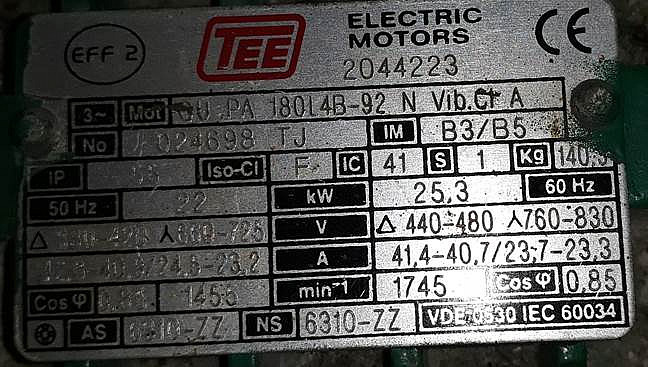 EFF 2 TEE ELECTRIC MOTORS CE
2044223
3~ Mot PA 180L4B-92 N Vib.Cl A
No 024698 TJ IM B3/B5
IP Iso-Cl F IC 41 S 1 Kg
50 Hz 22 kW 25,3 60 Hz
Δ V Δ 440-480 ⅄ 760-830
A 41,4-40,7/23,7-23,3
Cos φ 1455 min⁻¹ 1745 Cos φ 0,85
AS 6310-ZZ NS 6310-ZZ VDE 0530 IEC 60034